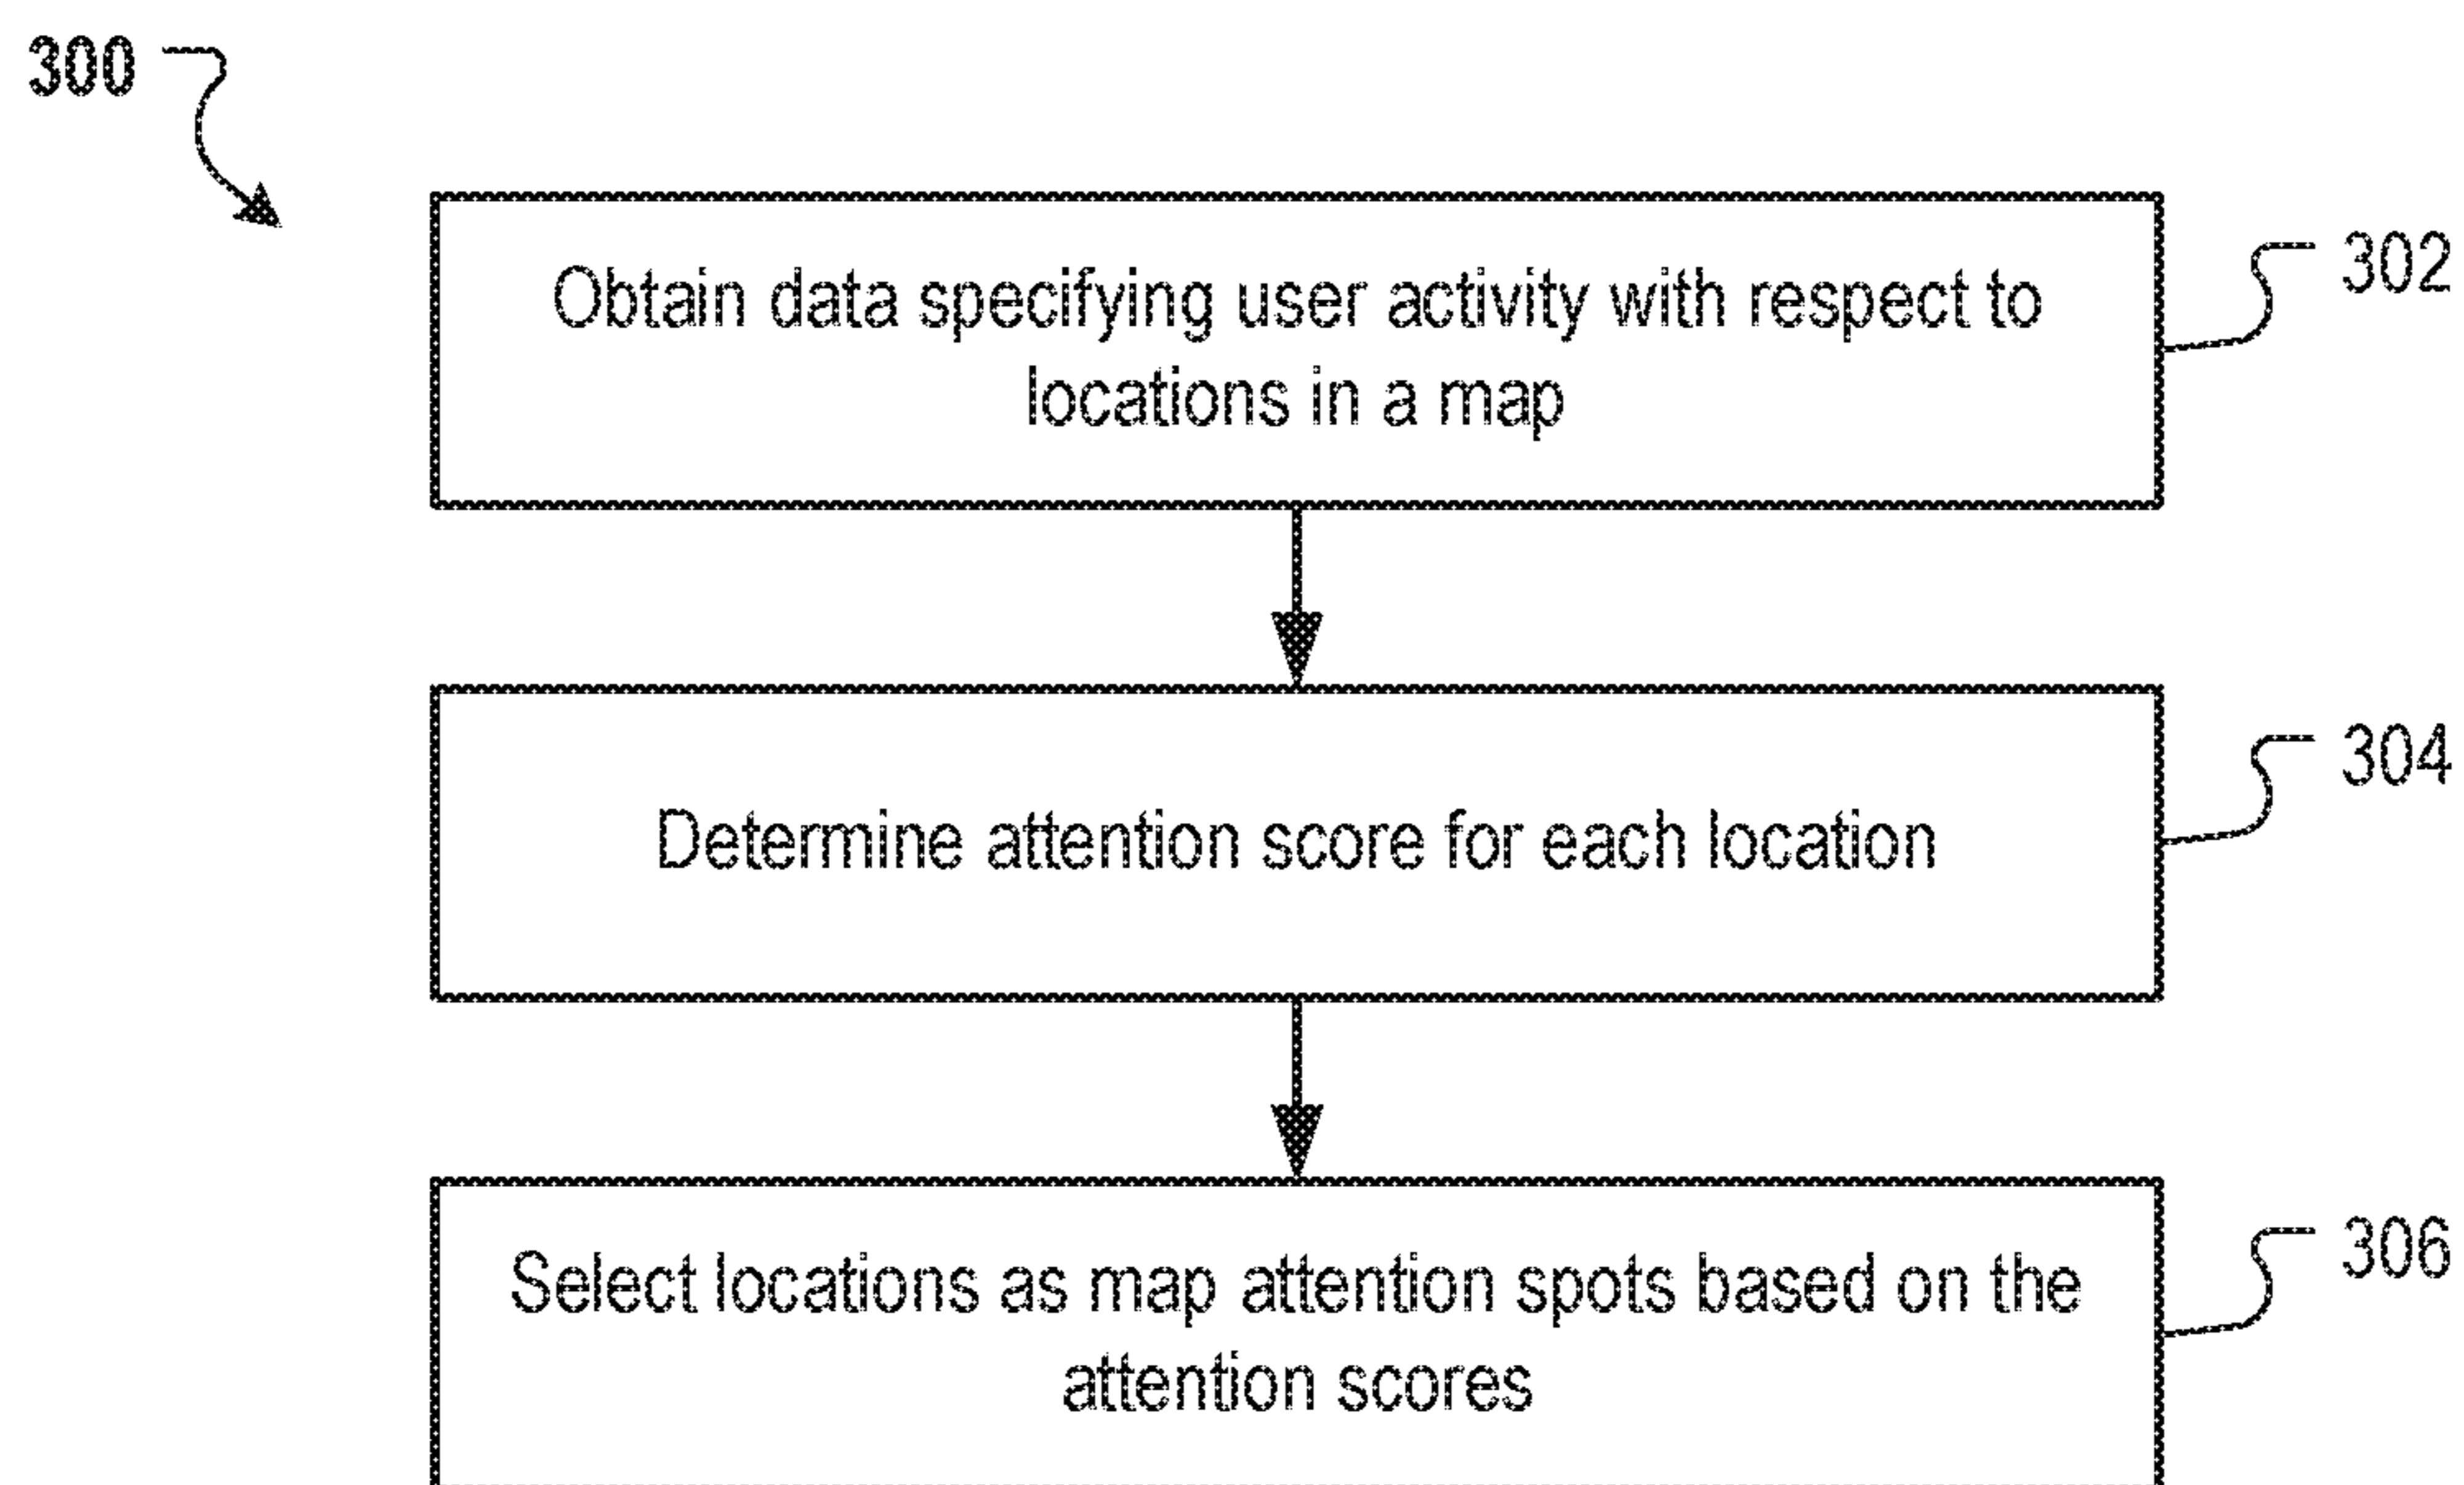 300
302
Obtain data specifying user activity with respect to
locations in a map
304
Determine attention score for each location
306
Select locations as map attention spots based on the
attention scores